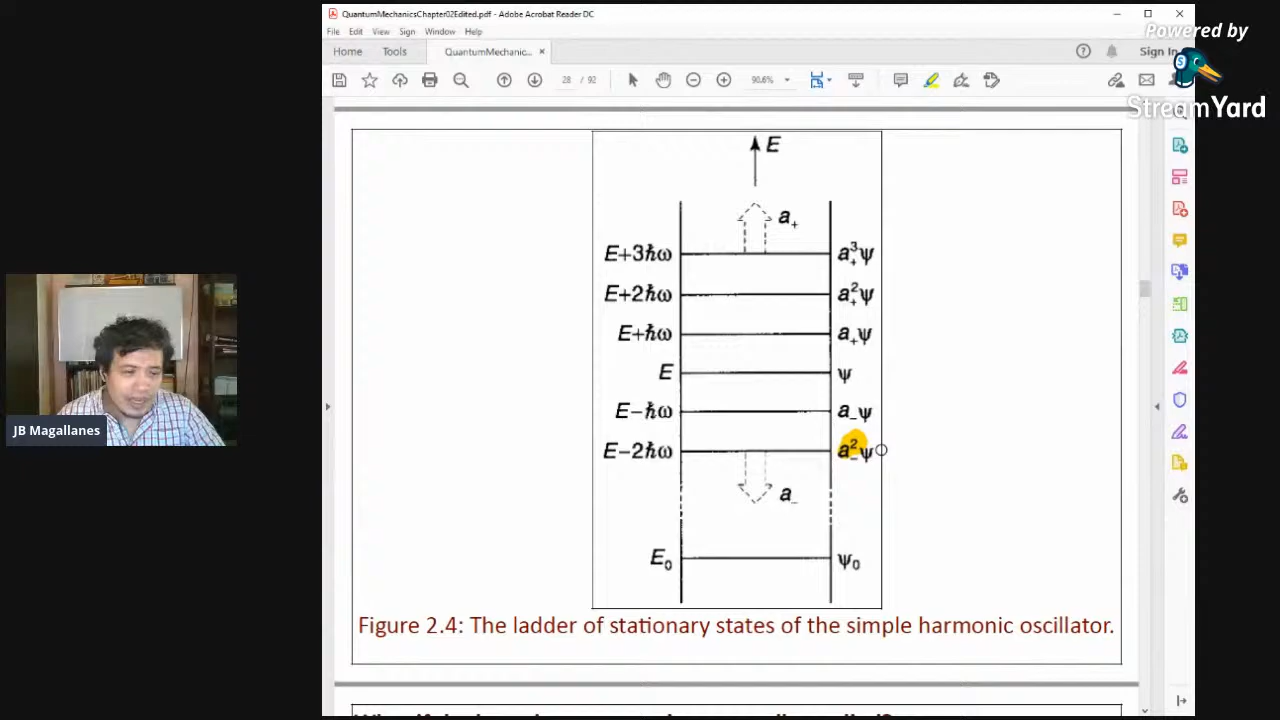 QuantumMechanicsChapter02Edited.pdf - Adobe Acrobat Reader DC
File Edit View Sign Window Help
Powered by
StreamYard
Home Tools QuantumMechanic... × Sign In
28 / 92 90.6%
E
a₊
E+3ħω a₊³ψ
E+2ħω a₊²ψ
E+ħω a₊ψ
E ψ
E−ħω a₋ψ
E−2ħω a₋²ψ
a₋
E₀ ψ₀
Figure 2.4: The ladder of stationary states of the simple harmonic oscillator.
JB Magallanes